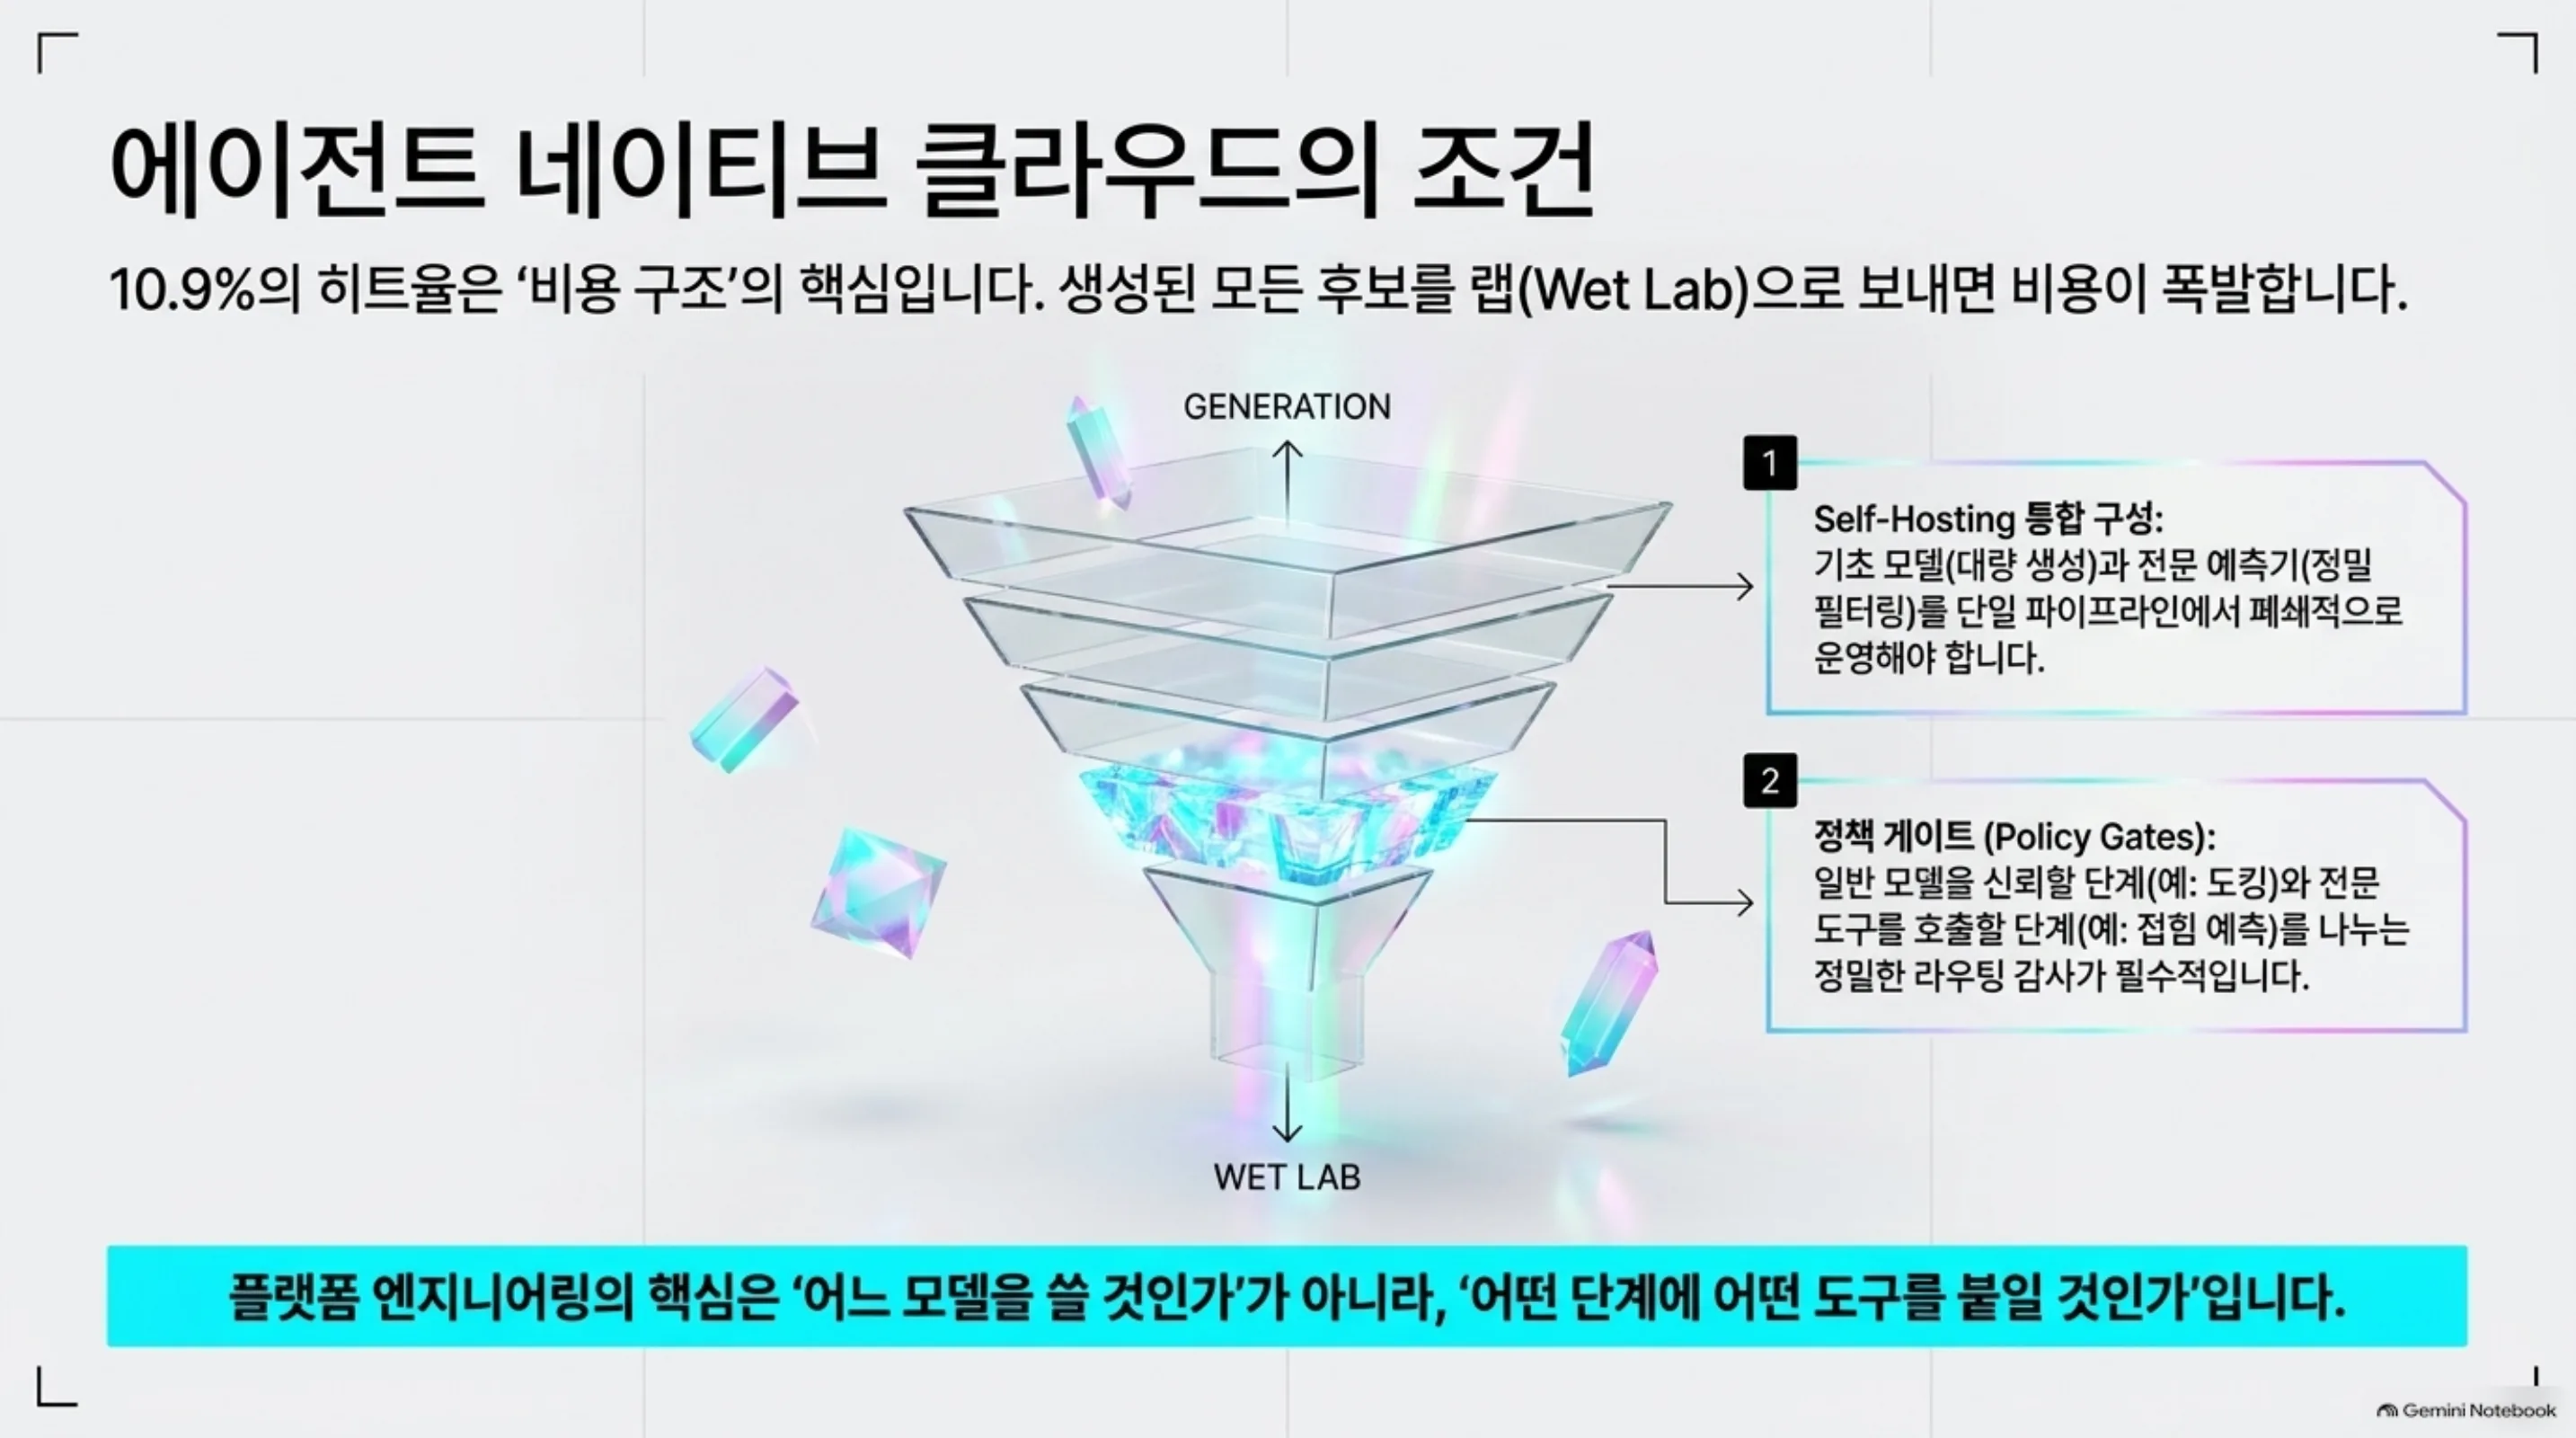 에이전트 네이티브 클라우드의 조건
10.9%의 히트율은 ‘비용 구조’의 핵심입니다. 생성된 모든 후보를 랩(Wet Lab)으로 보내면 비용이 폭발합니다.
GENERATION
1
Self-Hosting 통합 구성:
기초 모델(대량 생성)과 전문 예측기(정밀
필터링)를 단일 파이프라인에서 폐쇄적으로
운영해야 합니다.
2
정책 게이트 (Policy Gates):
일반 모델을 신뢰할 단계(예: 도킹)와 전문
도구를 호출할 단계(예: 접힘 예측)를 나누는
정밀한 라우팅 감사가 필수적입니다.
WET LAB
플랫폼 엔지니어링의 핵심은 ‘어느 모델을 쓸 것인가’가 아니라, ‘어떤 단계에 어떤 도구를 붙일 것인가’입니다.
Gemini Notebook